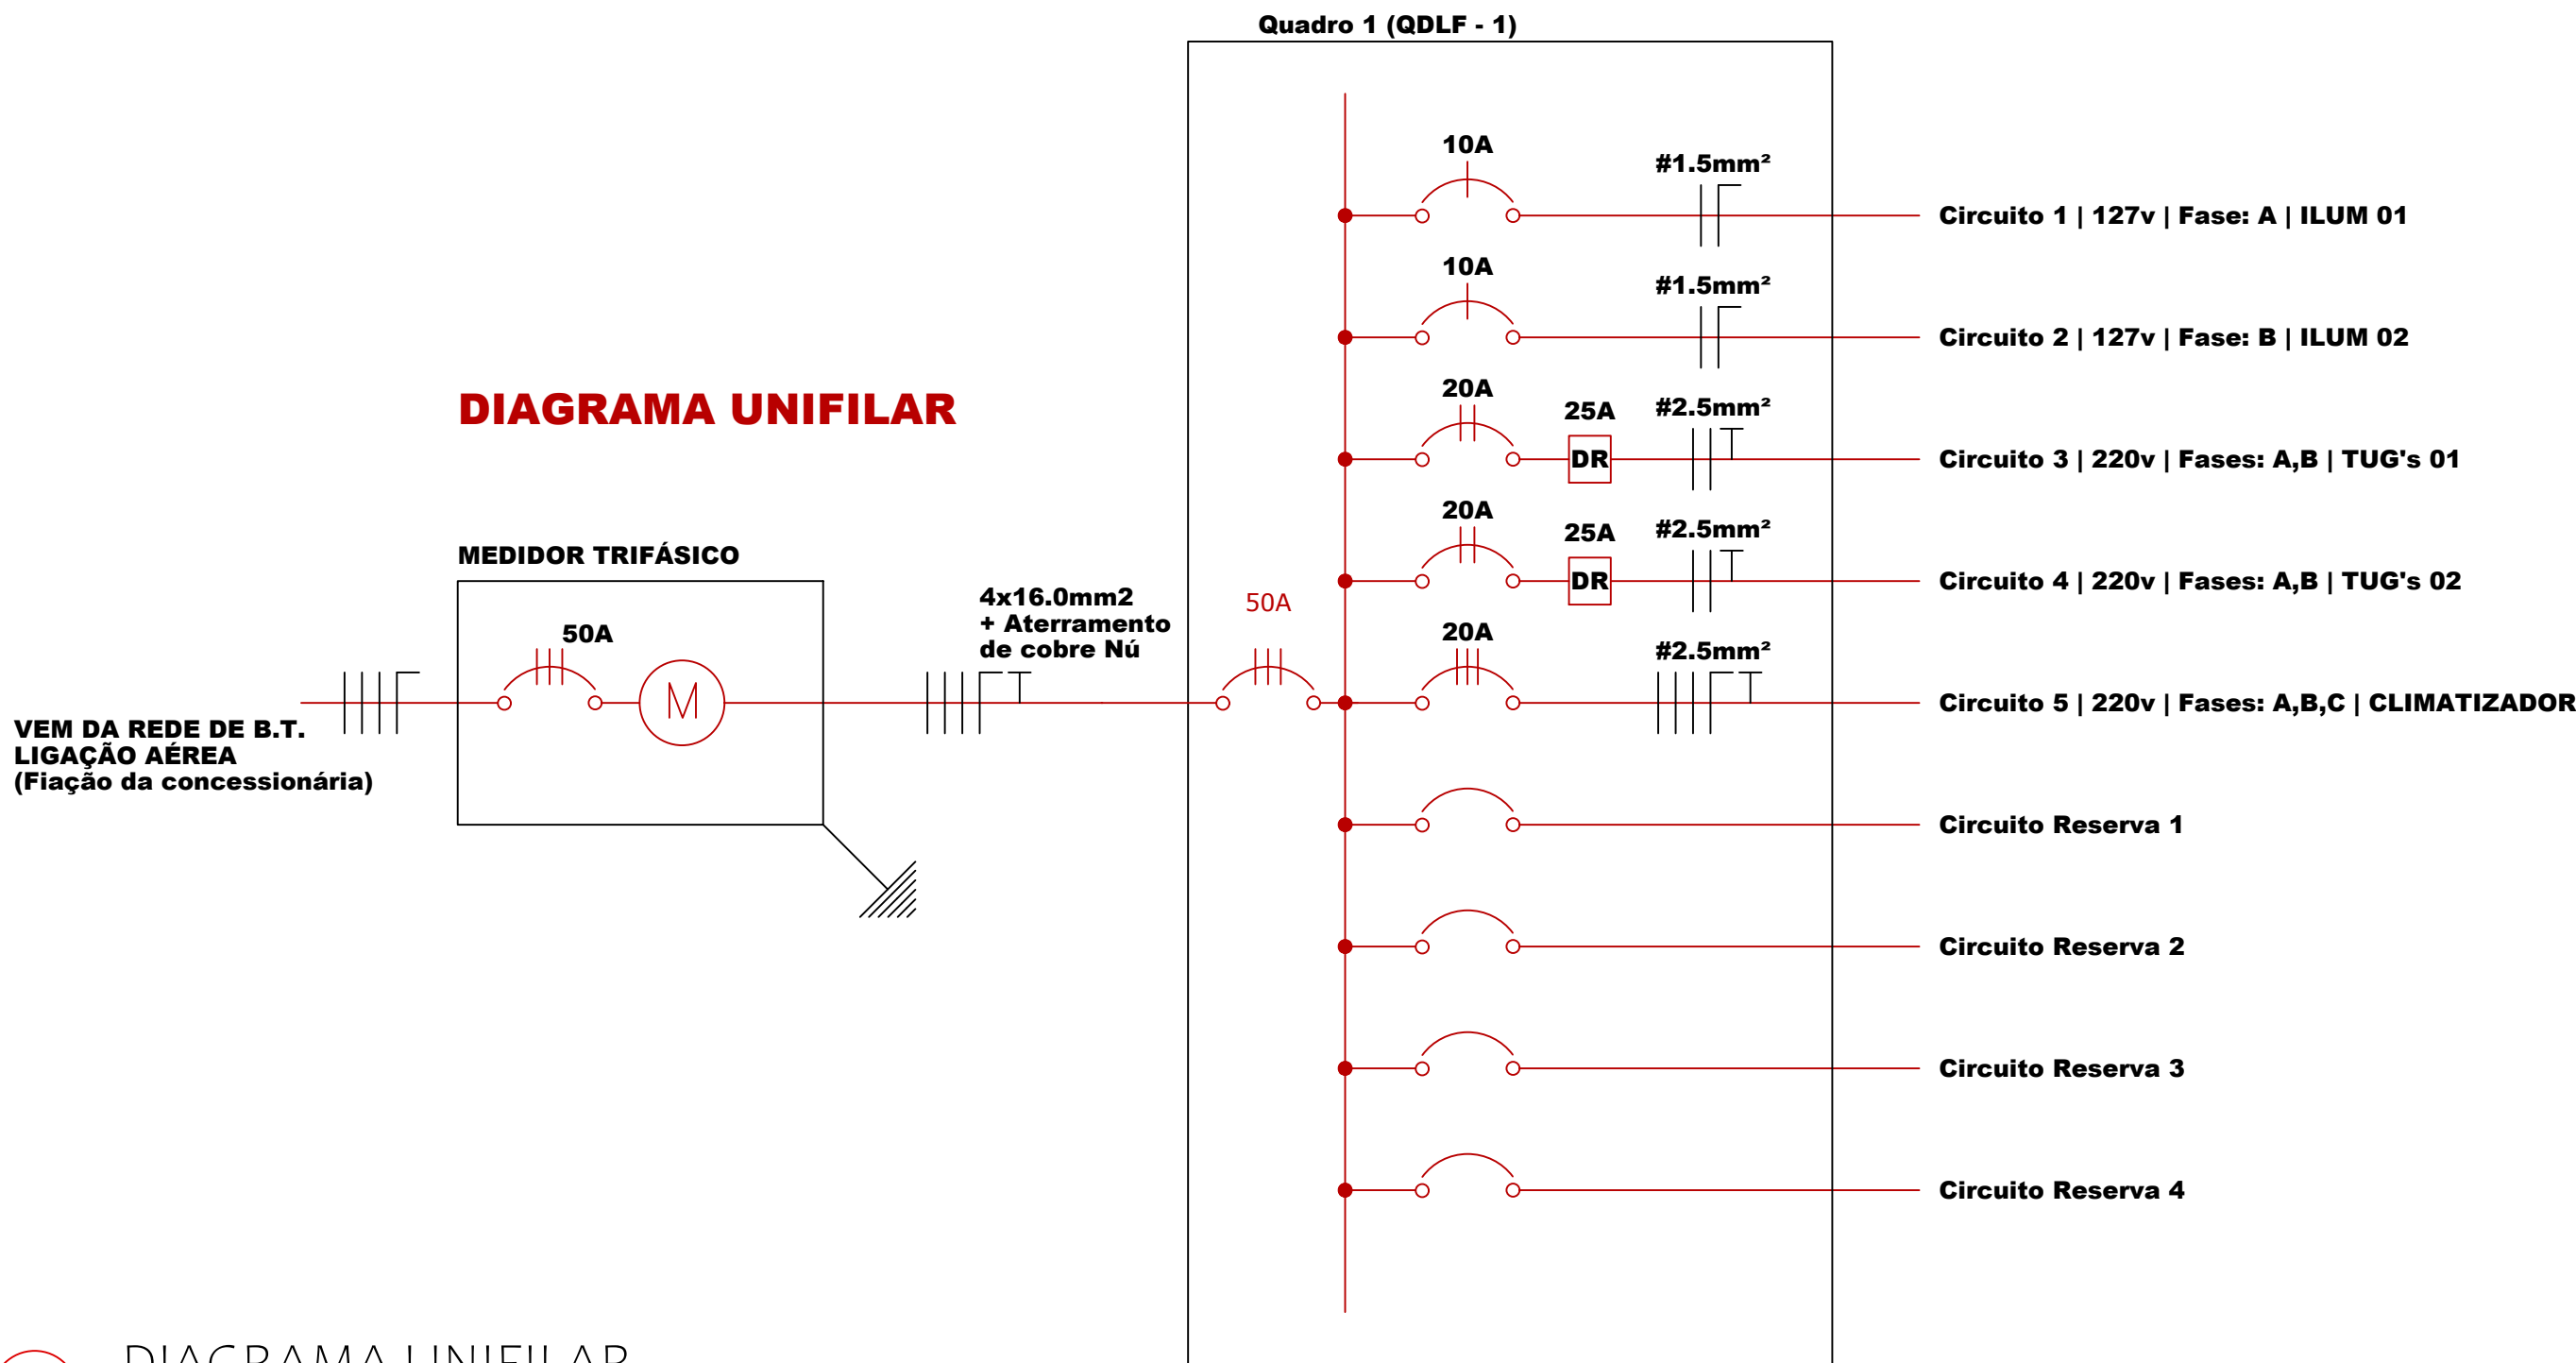 Quadro 1 (QDLF - 1)
10A
#1.5mm²
Circuito 1 | 127v | Fase: A | ILUM 01
10A
#1.5mm²
Circuito 2 | 127v | Fase: B | ILUM 02
DIAGRAMA UNIFILAR
20A
25A
#2.5mm²
DR
Circuito 3 | 220v | Fases: A,B | TUG's 01
20A
25A
#2.5mm²
DR
Circuito 4 | 220v | Fases: A,B | TUG's 02
MEDIDOR TRIFÁSICO
50A
M
4x16.0mm2
+ Aterramento
de cobre Nú
50A
20A
#2.5mm²
Circuito 5 | 220v | Fases: A,B,C | CLIMATIZADOR
VEM DA REDE DE B.T.
LIGAÇÃO AÉREA
(Fiação da concessionária)
Circuito Reserva 1
Circuito Reserva 2
Circuito Reserva 3
Circuito Reserva 4
DIAGRAMA UNIFILAR